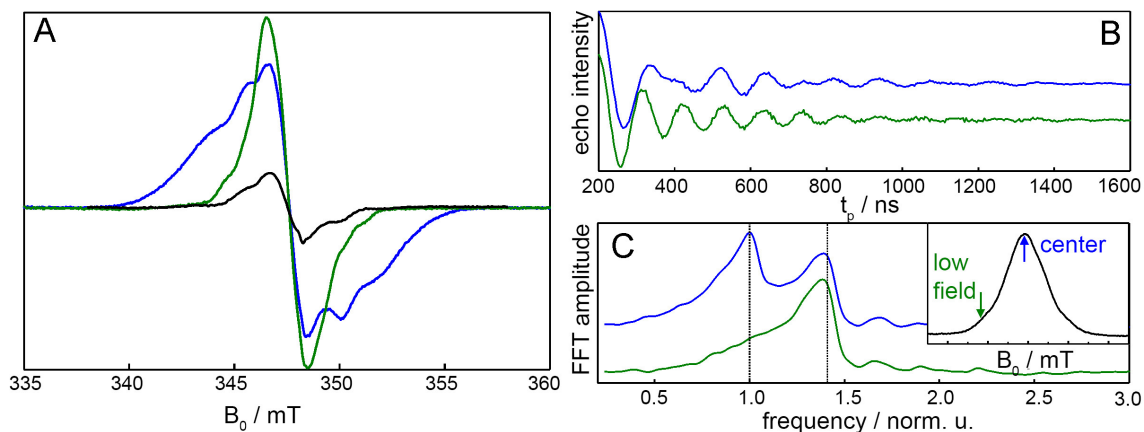 A
335 340 345 350 355 360
B₀ / mT
B
echo intensity
200 400 600 800 1000 1200 1400 1600
tₚ / ns
C
FFT amplitude
0.5 1.0 1.5 2.0 2.5 3.0
frequency / norm. u.
center
low
field
B₀ / mT